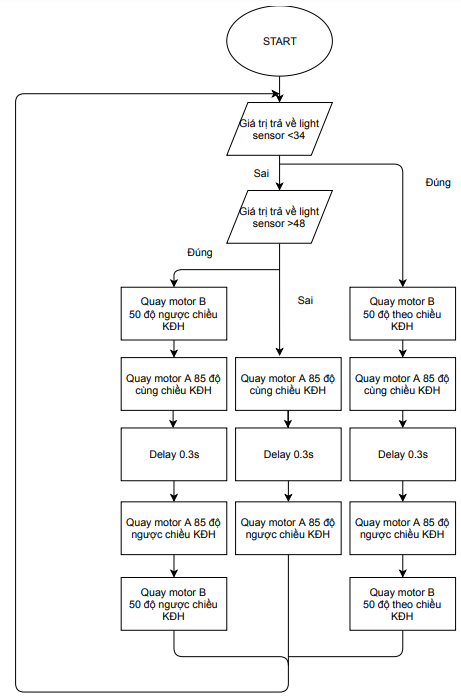 START
Giá trị trả về light
sensor <34
Sai
Đúng
Giá trị trả về light
sensor >48
Đúng
Sai
Quay motor B
50 độ ngược chiều
KĐH
Quay motor B
50 độ theo chiều
KĐH
Quay motor A 85 độ
cùng chiều KĐH
Quay motor A 85 độ
cùng chiều KĐH
Quay motor A 85 độ
cùng chiều KĐH
Delay 0.3s
Delay 0.3s
Delay 0.3s
Quay motor A 85 độ
ngược chiều KĐH
Quay motor A 85 độ
ngược chiều KĐH
Quay motor A 85 độ
ngược chiều KĐH
Quay motor B
50 độ ngược chiều
KĐH
Quay motor B
50 độ theo chiều
KĐH